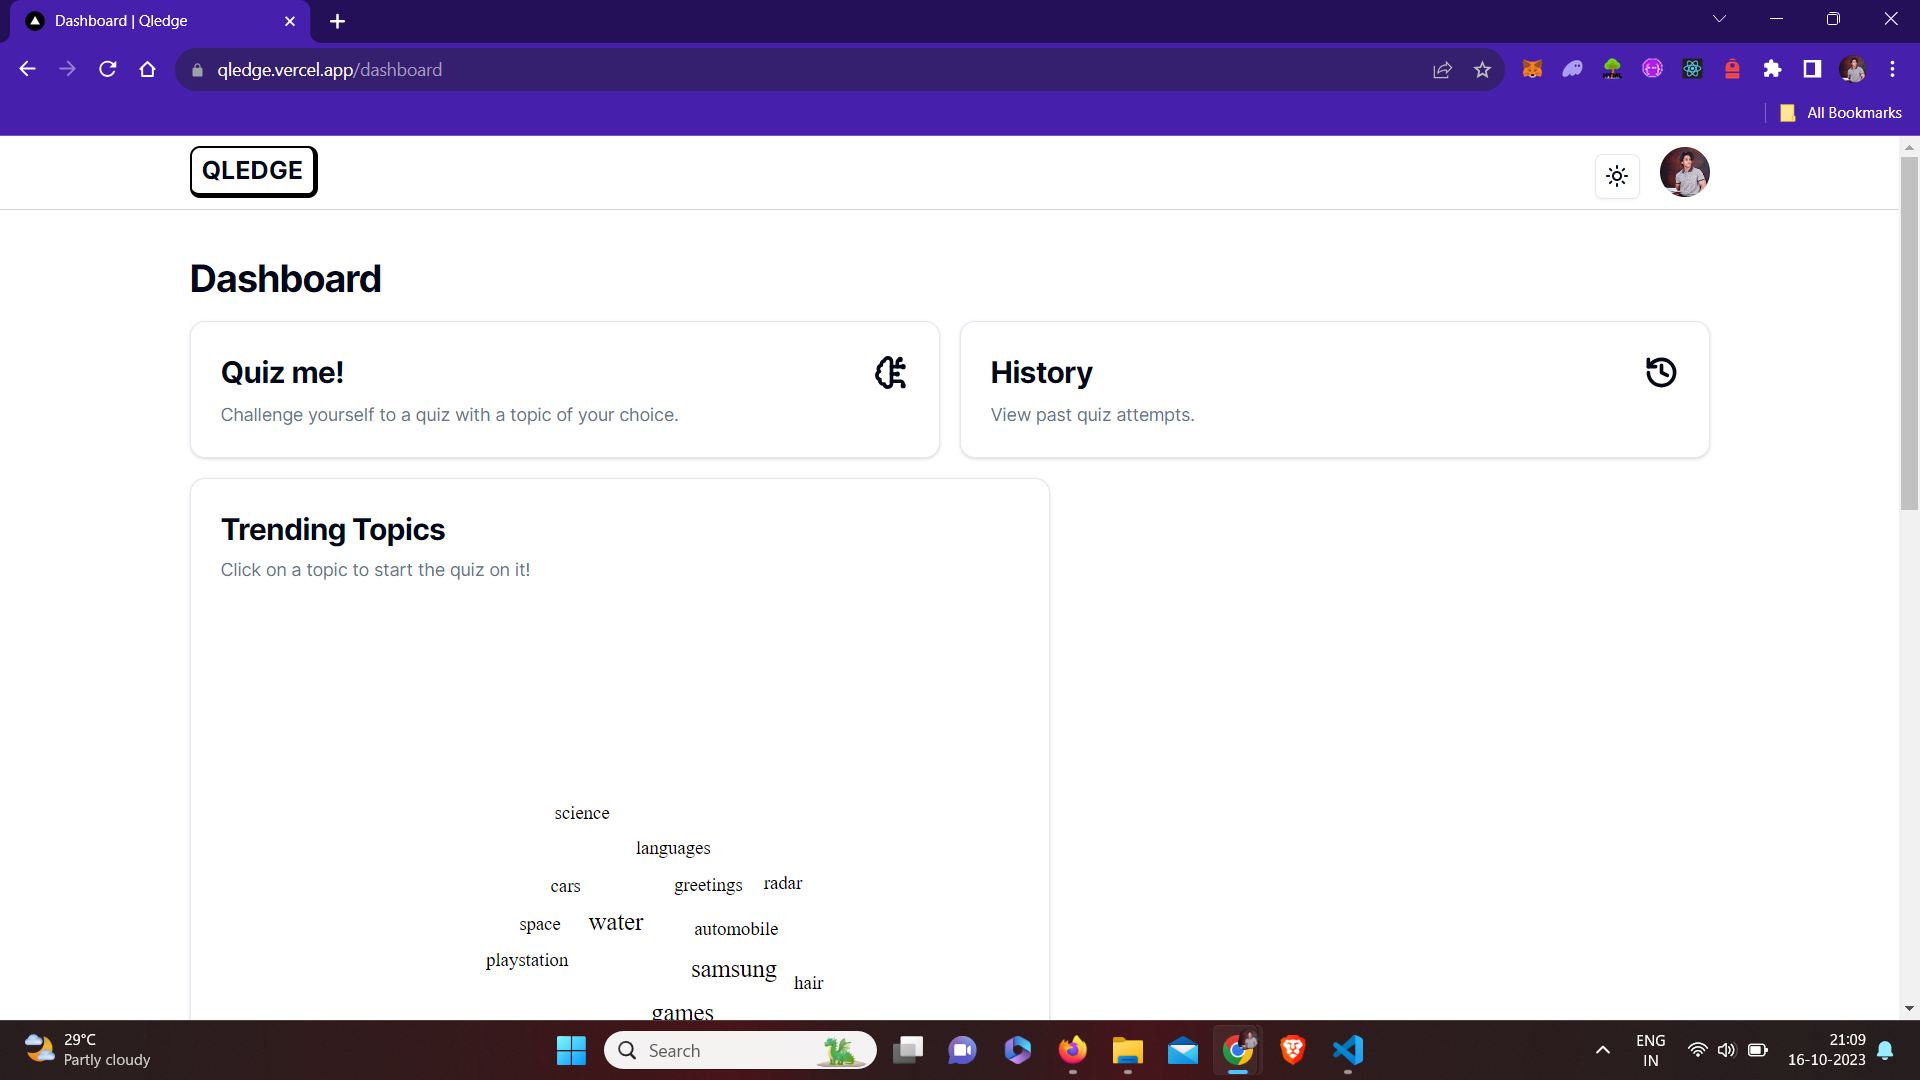 Dashboard | Qledge
qledge.vercel.app/dashboard
All Bookmarks
QLEDGE
Dashboard
Quiz me!
Challenge yourself to a quiz with a topic of your choice.
History
View past quiz attempts.
Trending Topics
Click on a topic to start the quiz on it!
science
languages
cars
greetings
radar
space
water
automobile
playstation
samsung
hair
games
29°C
Partly cloudy
Search
ENG
IN
21:09
16-10-2023